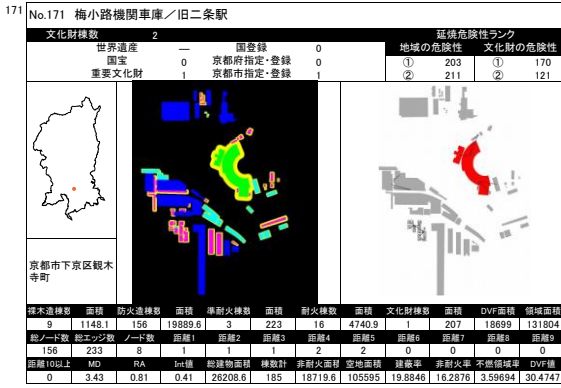 171
No.171 梅小路機関車庫／旧二条駅
文化財棟数 2 延焼危険性ランク
世界遺産 ― 国登録 0 地域の危険性 文化財の危険性
国宝 0 京都府指定・登録 0 ① 203 ① 170
重要文化財 1 京都市指定・登録 1 ② 211 ② 121
京都市下京区観木
寺町
裸木造棟数 面積 防火造棟数 面積 準耐火棟数 面積 耐火棟数 面積 文化財棟数 面積 DVF面積 領域面積
9 1148.1 156 19889.6 3 223 16 4740.9 1 207 18699 131804
総ノード数 総エッジ数 ノード数 距離1 距離2 距離3 距離4 距離5 距離6 距離7 距離8 距離9
156 233 8 1 1 1 2 2 0 0 0 0
距離10以上 MD RA Int値 総建物面積 棟数計 非耐火面積 空地面積 建蔽率 非耐火率 不燃領域率 DVF値
0 3.43 0.81 0.41 26208.6 185 18719.6 105595 19.8846 16.2876 3.59694 30.4747